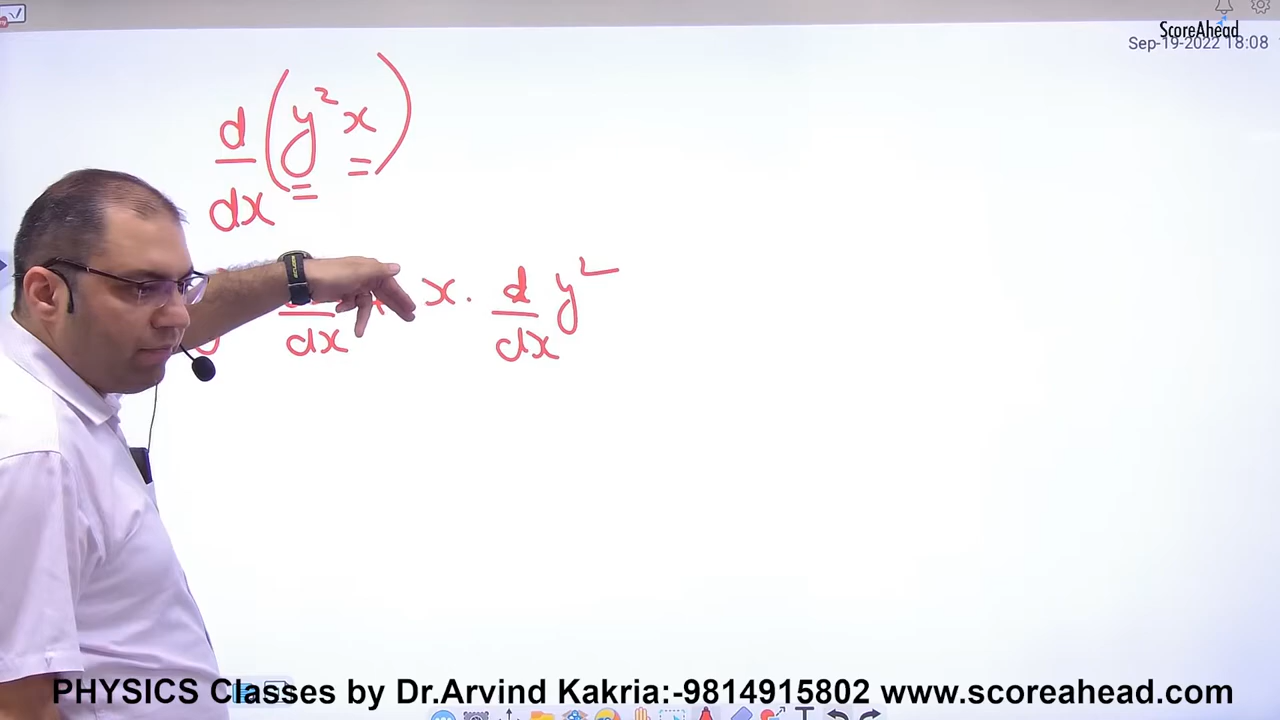 ScoreAhead
Sep-19-2022 18:08
d/dx (y² x)
d/dx x · d/dx y²
PHYSICS Classes by Dr.Arvind Kakria:-9814915802 www.scoreahead.com